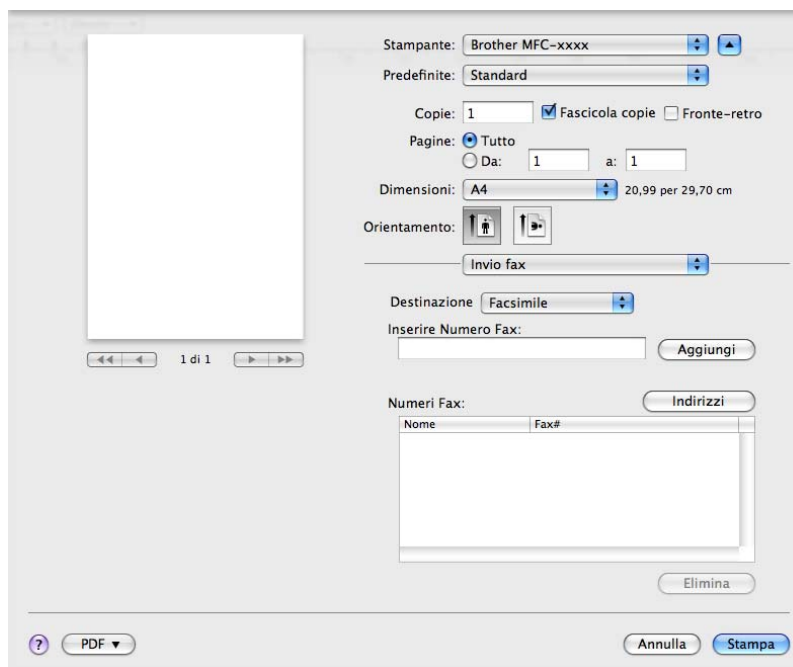 Stampante: Brother MFC-xxxx
Predefinite: Standard
Copie: 1 Fascicola copie Fronte-retro
Pagine: Tutto
Da: 1 a: 1
Dimensioni: A4 20,99 per 29,70 cm
Orientamento:
Invio fax
Destinazione Facsimile
Inserire Numero Fax:
Aggiungi
1 di 1
Numeri Fax: Indirizzi
Nome Fax#
Elimina
? PDF ▼ Annulla Stampa